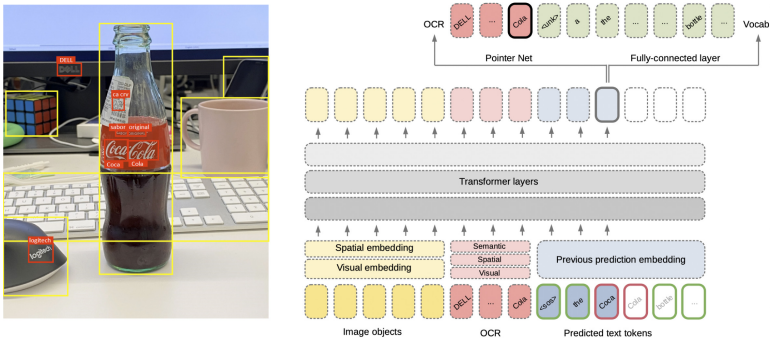 DELL
DELL
ca crv
sabor original
Coca Cola
Coca Cola
logitech
logitech
OCR DELL ... Cola <unk> a the ... ... bottle ... Vocab
Pointer Net Fully-connected layer
Transformer layers
Spatial embedding
Visual embedding
Semantic
Spatial
Visual
Previous prediction embedding
DELL ... Cola <sos> the Coca Cola bottle ...
Image objects OCR Predicted text tokens